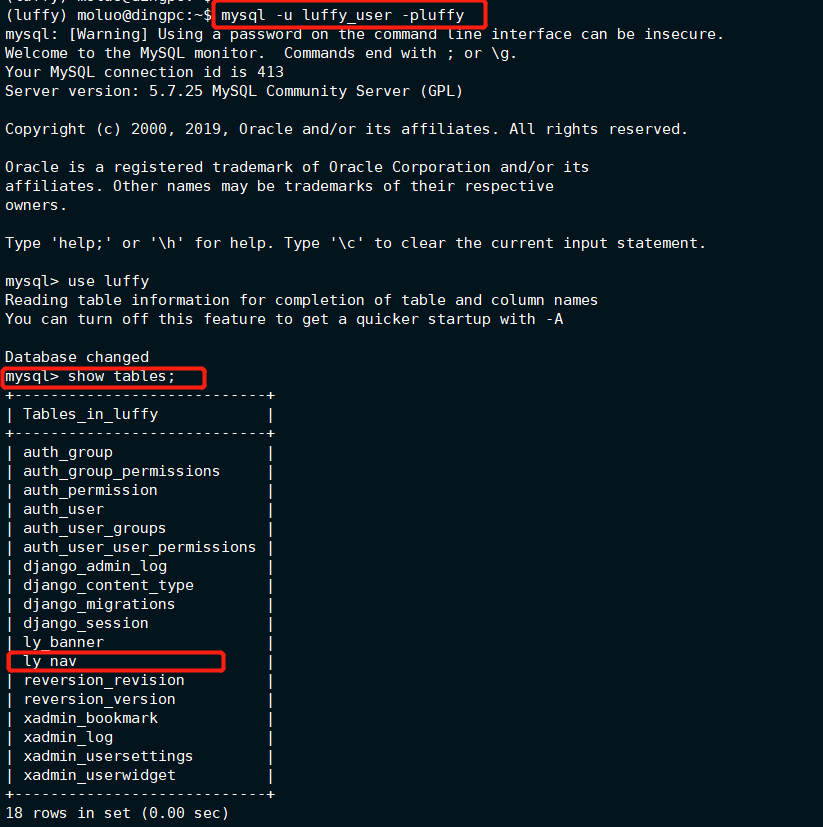 (luffy) moluo@dingpc:~$
(luffy) moluo@dingpc:~$ mysql -u luffy_user -pluffy
mysql: [Warning] Using a password on the command line interface can be insecure.
Welcome to the MySQL monitor.  Commands end with ; or \g.
Your MySQL connection id is 413
Server version: 5.7.25 MySQL Community Server (GPL)

Copyright (c) 2000, 2019, Oracle and/or its affiliates. All rights reserved.

Oracle is a registered trademark of Oracle Corporation and/or its
affiliates. Other names may be trademarks of their respective
owners.

Type 'help;' or '\h' for help. Type '\c' to clear the current input statement.

mysql> use luffy
Reading table information for completion of table and column names
You can turn off this feature to get a quicker startup with -A

Database changed
mysql> show tables;
+----------------------------+
| Tables_in_luffy            |
+----------------------------+
| auth_group                 |
| auth_group_permissions     |
| auth_permission            |
| auth_user                  |
| auth_user_groups           |
| auth_user_user_permissions |
| django_admin_log           |
| django_content_type        |
| django_migrations          |
| django_session             |
| ly_banner                  |
| ly_nav                     |
| reversion_revision         |
| reversion_version          |
| xadmin_bookmark            |
| xadmin_log                 |
| xadmin_usersettings        |
| xadmin_userwidget          |
+----------------------------+
18 rows in set (0.00 sec)